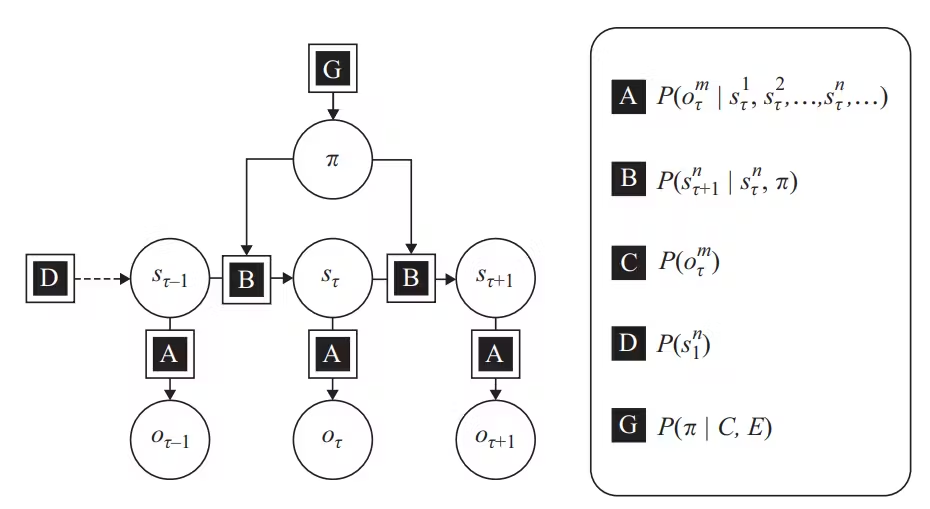 G
π
D
s_{τ–1}
B
s_τ
B
s_{τ+1}
A
A
A
o_{τ–1}
o_τ
o_{τ+1}
A P(o_τ^m | s_τ^1, s_τ^2,…,s_τ^n,…)
B P(s_{τ+1}^n | s_τ^n, π)
C P(o_τ^m)
D P(s_1^n)
G P(π | C, E)